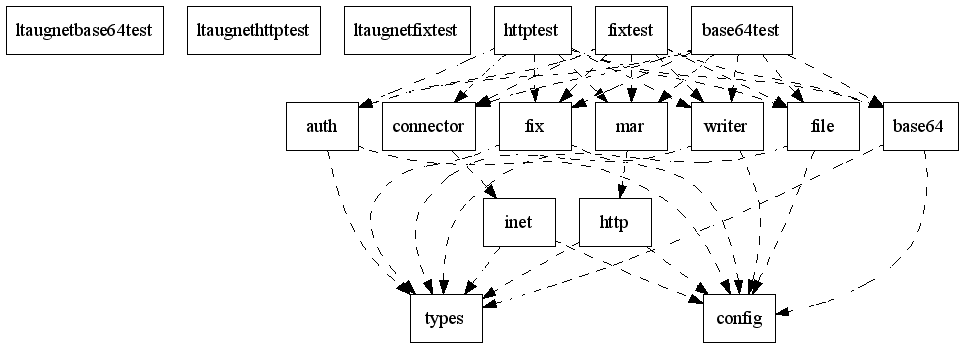 ltaugnetbase64test
ltaugnethttptest
ltaugnetfixtest
httptest
fixtest
base64test
auth
connector
fix
mar
writer
file
base64
inet
http
types
config